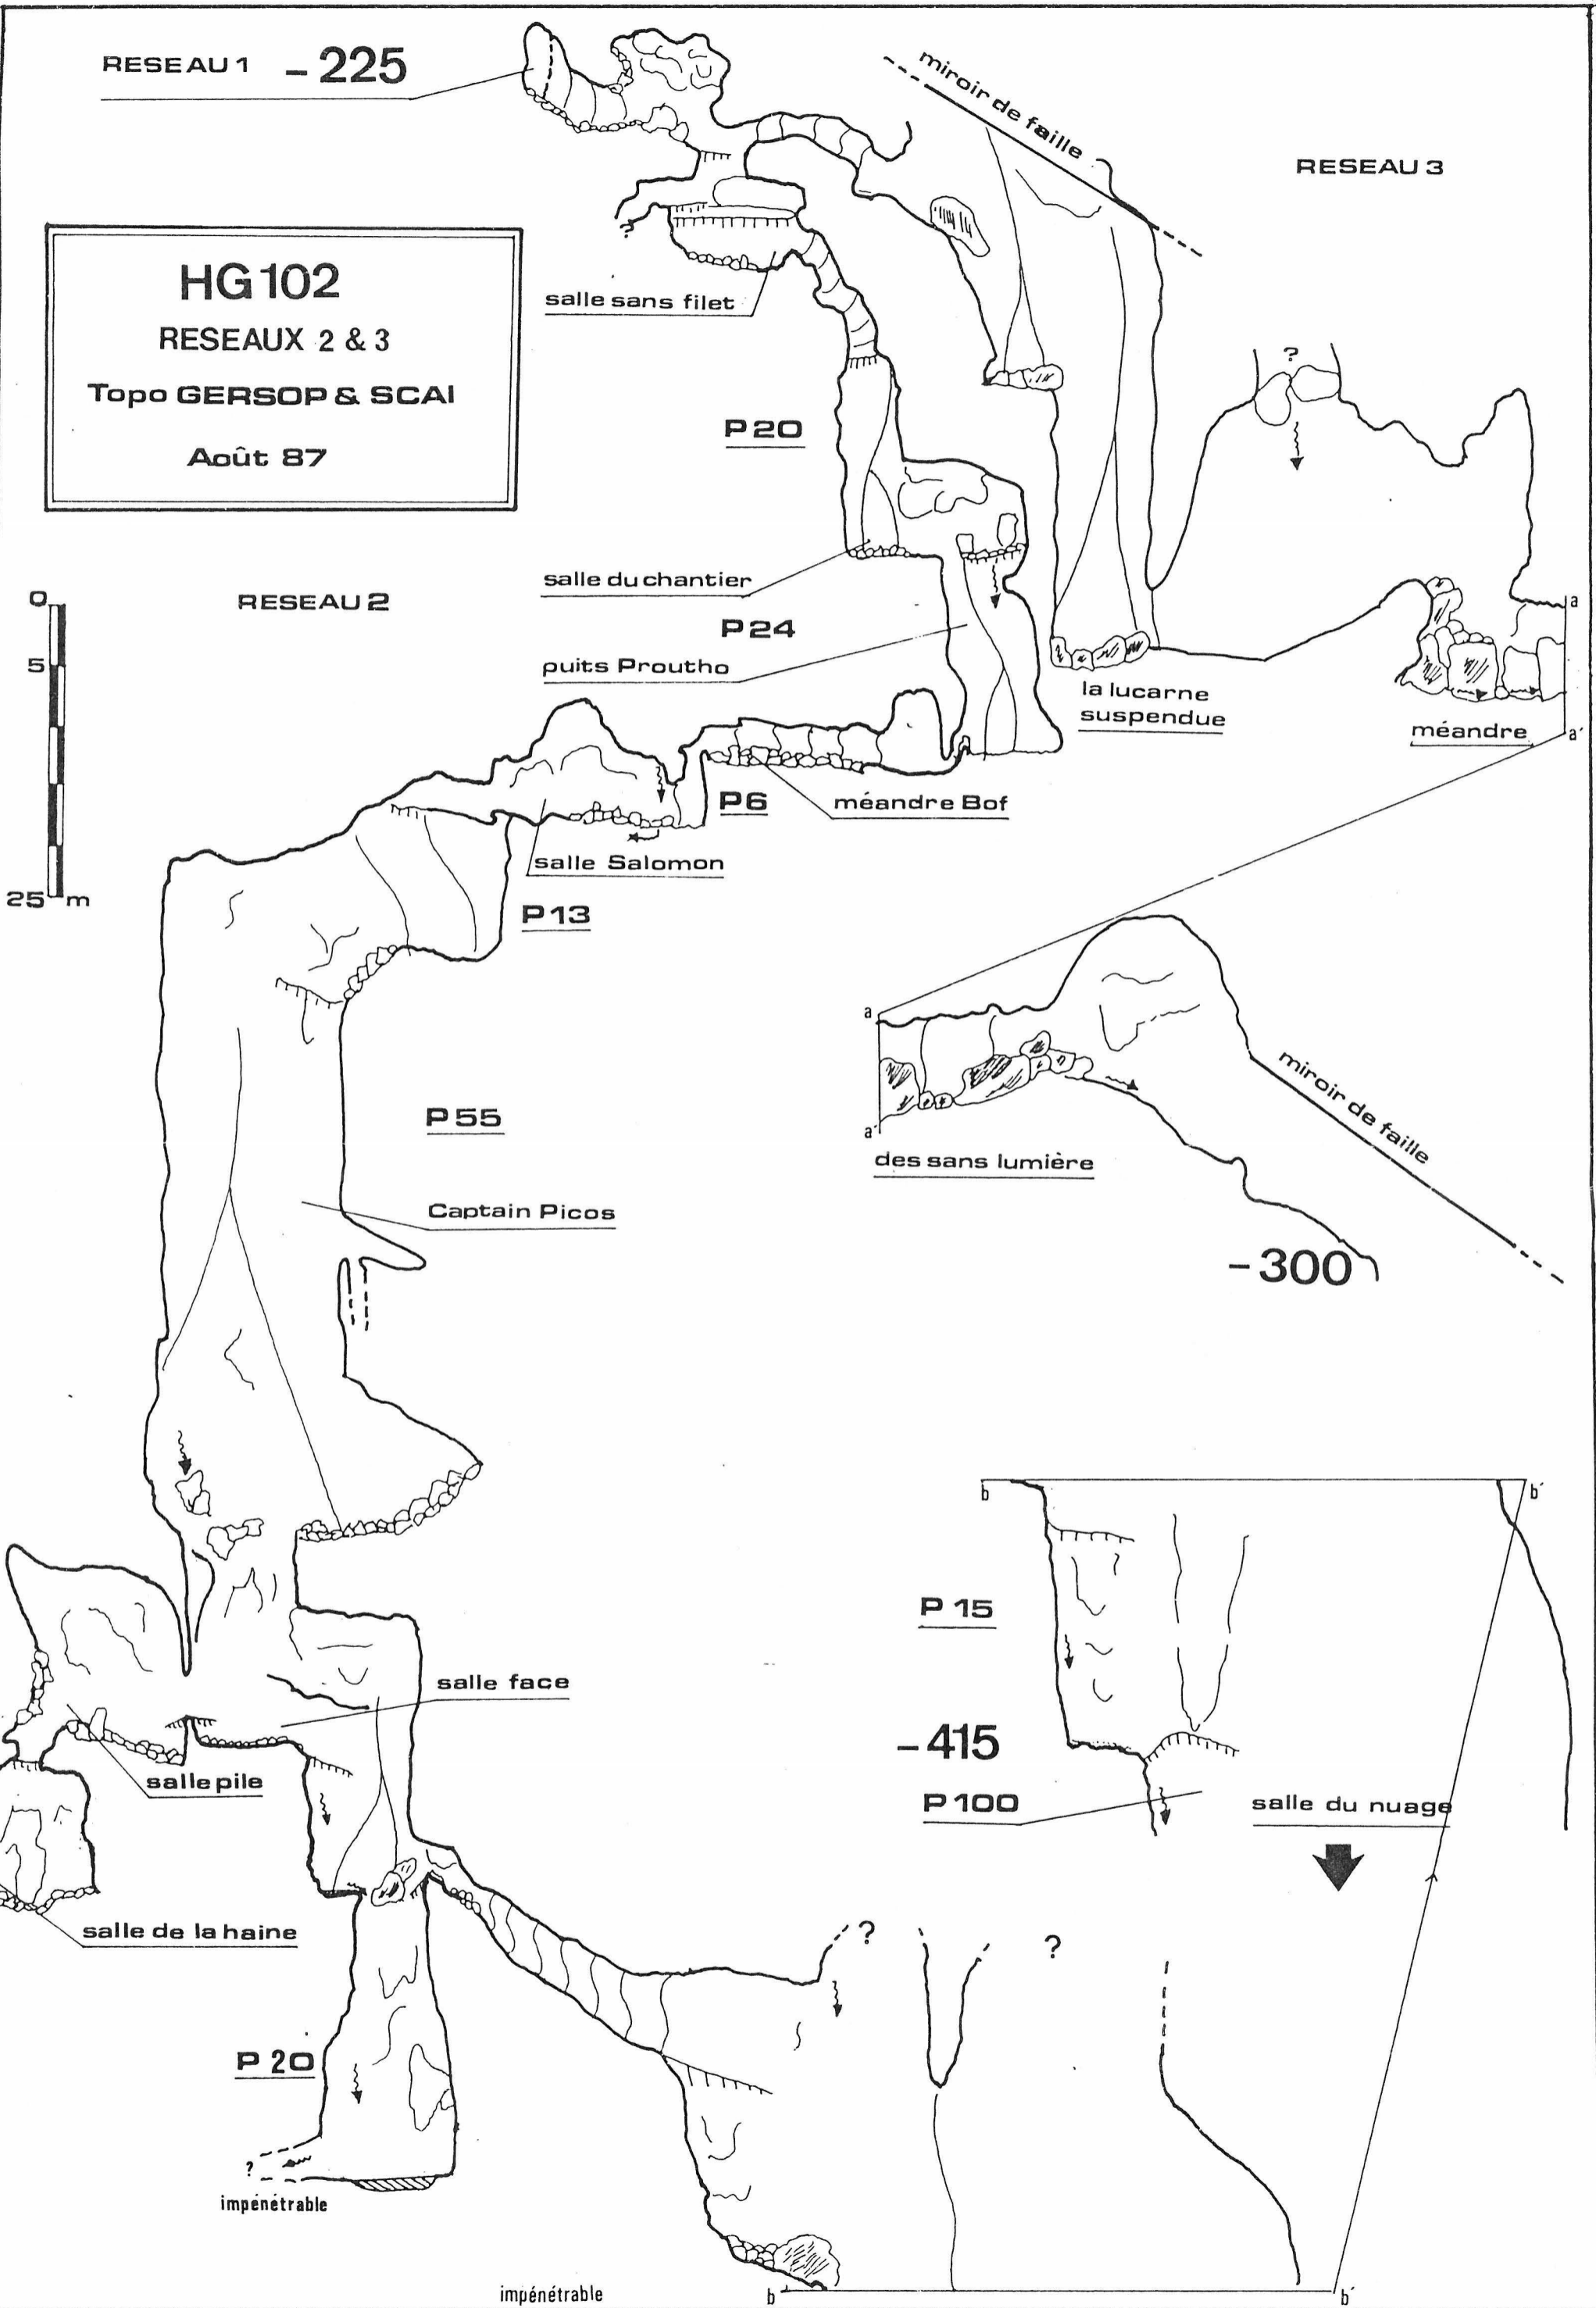 RESEAU 1 -225
miroir de faille
RESEAU 3
?
HG 102
RESEAUX 2 & 3
Topo GERSOP & SCAI
Août 87
salle sans filet
?
P 20
salle du chantier
0
5
25 m
RESEAU 2
P 24
puits Proutho
la lucarne
suspendue
a
méandre
a'
P6
méandre Bof
salle Salomon
P 13
a
a'
des sans lumière
miroir de faille
-300
P 55
Captain Picos
b
b'
P 15
-415
P 100
salle du nuage
salle face
salle pile
salle de la haine
?
?
P 20
?
impénétrable
impénétrable
b
b'